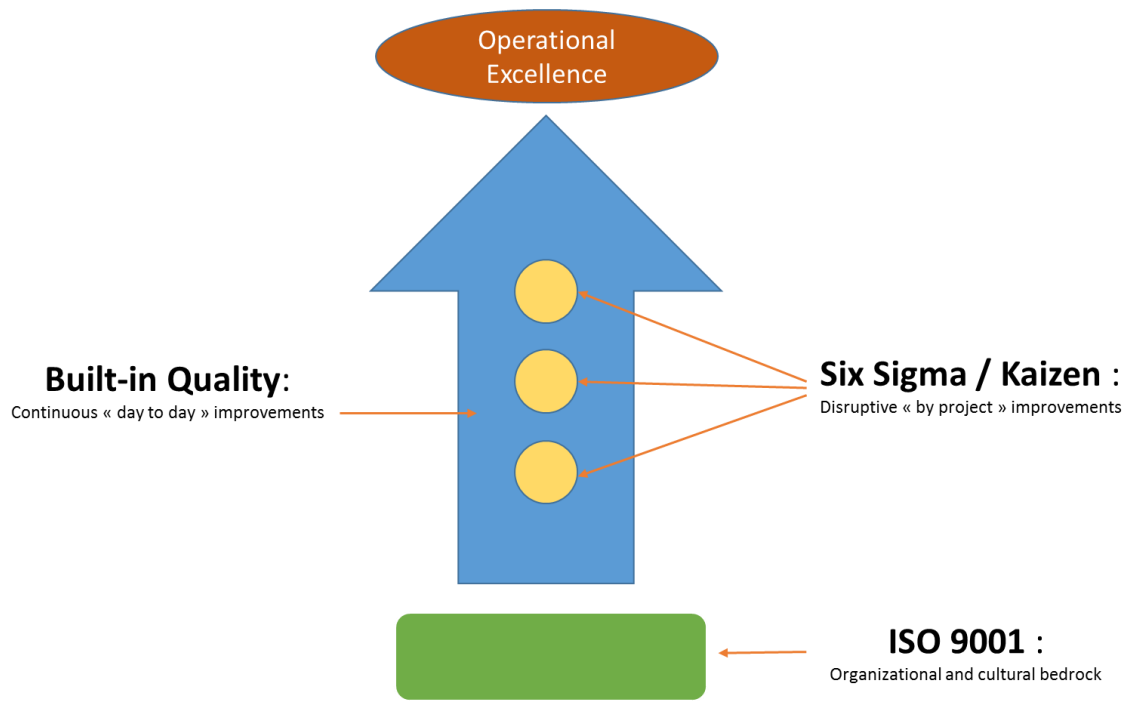 Operational
Excellence
Built-in Quality:
Continuous « day to day » improvements
Six Sigma / Kaizen :
Disruptive « by project » improvements
ISO 9001 :
Organizational and cultural bedrock